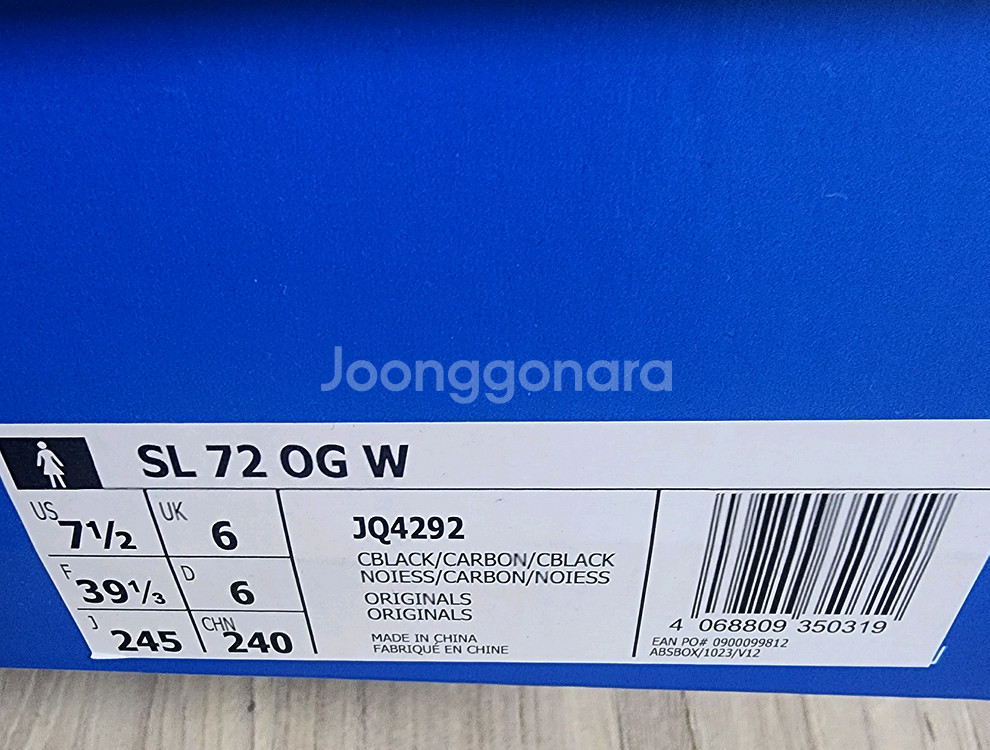 Joonggonara
SL 72 OG W
US 7½ UK 6
F 39⅓ D 6
J 245 CHN 240
JQ4292
CBLACK/CARBON/CBLACK
NOIESS/CARBON/NOIESS
ORIGINALS
ORIGINALS
MADE IN CHINA
FABRIQUÉ EN CHINE
4 068809 350319
EAN PO# 0900099812
ABSBOX/1023/V12